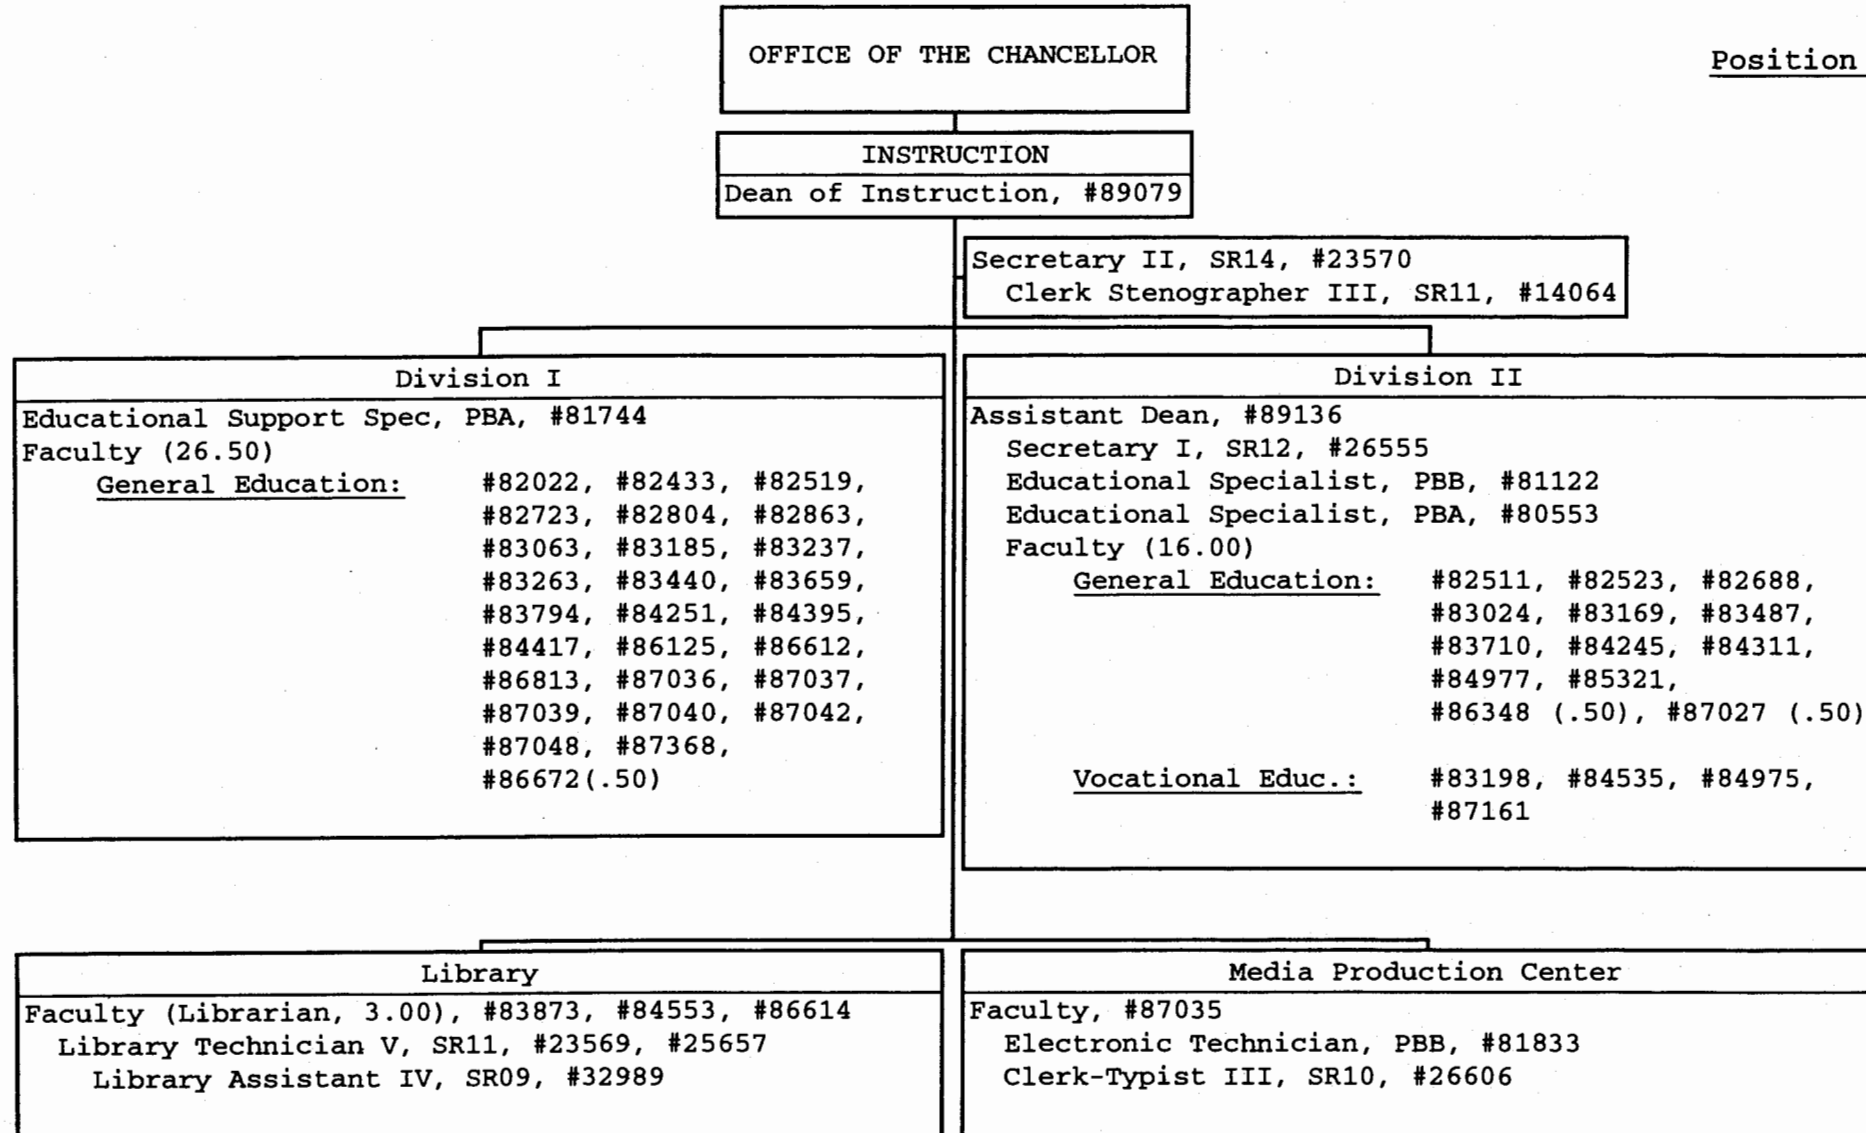 OFFICE OF THE CHANCELLOR
Position
INSTRUCTION
Dean of Instruction, #89079
Secretary II, SR14, #23570
Clerk Stenographer III, SR11, #14064
Division I
Educational Support Spec, PBA, #81744
Faculty (26.50)
General Education: #82022, #82433, #82519,
#82723, #82804, #82863,
#83063, #83185, #83237,
#83263, #83440, #83659,
#83794, #84251, #84395,
#84417, #86125, #86612,
#86813, #87036, #87037,
#87039, #87040, #87042,
#87048, #87368,
#86672(.50)
Division II
Assistant Dean, #89136
Secretary I, SR12, #26555
Educational Specialist, PBB, #81122
Educational Specialist, PBA, #80553
Faculty (16.00)
General Education: #82511, #82523, #82688,
#83024, #83169, #83487,
#83710, #84245, #84311,
#84977, #85321,
#86348 (.50), #87027 (.50)
Vocational Educ.: #83198, #84535, #84975,
#87161
Library
Faculty (Librarian, 3.00), #83873, #84553, #86614
Library Technician V, SR11, #23569, #25657
Library Assistant IV, SR09, #32989
Media Production Center
Faculty, #87035
Electronic Technician, PBB, #81833
Clerk-Typist III, SR10, #26606